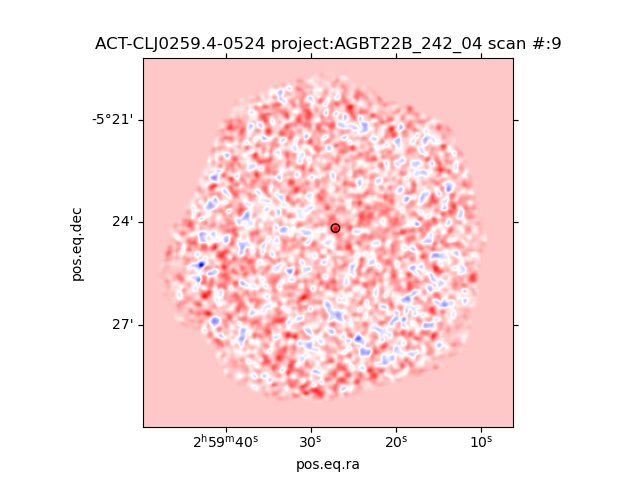 ACT-CLJ0259.4-0524 project:AGBT22B_242_04 scan #:9
-5°21'
24'
27'
pos.eq.dec
2ʰ59ᵐ40ˢ 30ˢ 20ˢ 10ˢ
pos.eq.ra